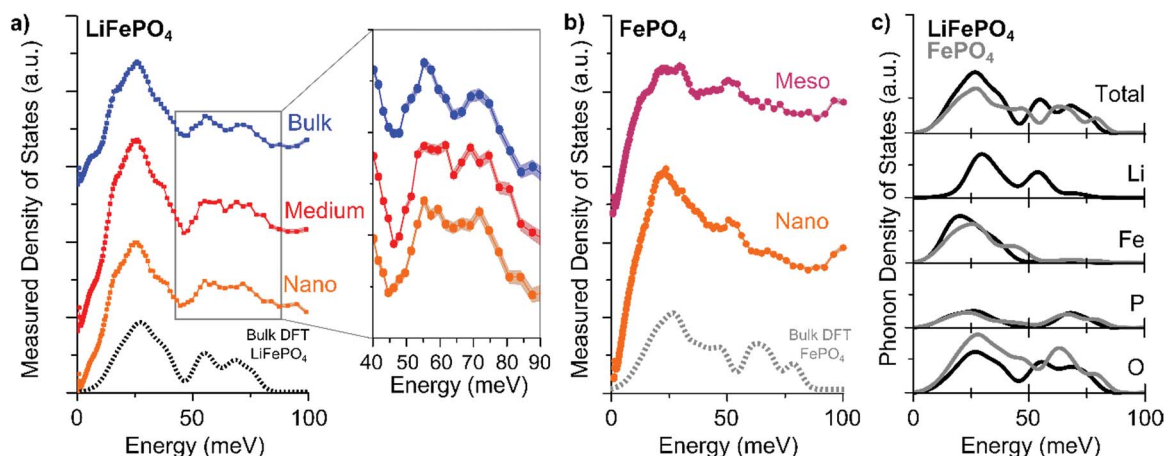 a) LiFePO₄
Measured Density of States (a.u.)
Bulk
Medium
Nano
Bulk DFT
LiFePO₄
0 50 100
Energy (meV)
40 50 60 70 80 90
Energy (meV)
b) FePO₄
Measured Density of States (a.u.)
Meso
Nano
Bulk DFT
FePO₄
0 50 100
Energy (meV)
c) LiFePO₄
FePO₄
Phonon Density of States (a.u.)
Total
Li
Fe
P
O
0 50 100
Energy (meV)